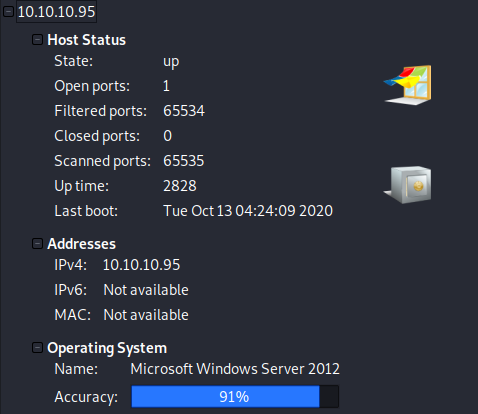 10.10.10.95
Host Status
State: up
Open ports: 1
Filtered ports: 65534
Closed ports: 0
Scanned ports: 65535
Up time: 2828
Last boot: Tue Oct 13 04:24:09 2020
Addresses
IPv4: 10.10.10.95
IPv6: Not available
MAC: Not available
Operating System
Name: Microsoft Windows Server 2012
Accuracy: 91%